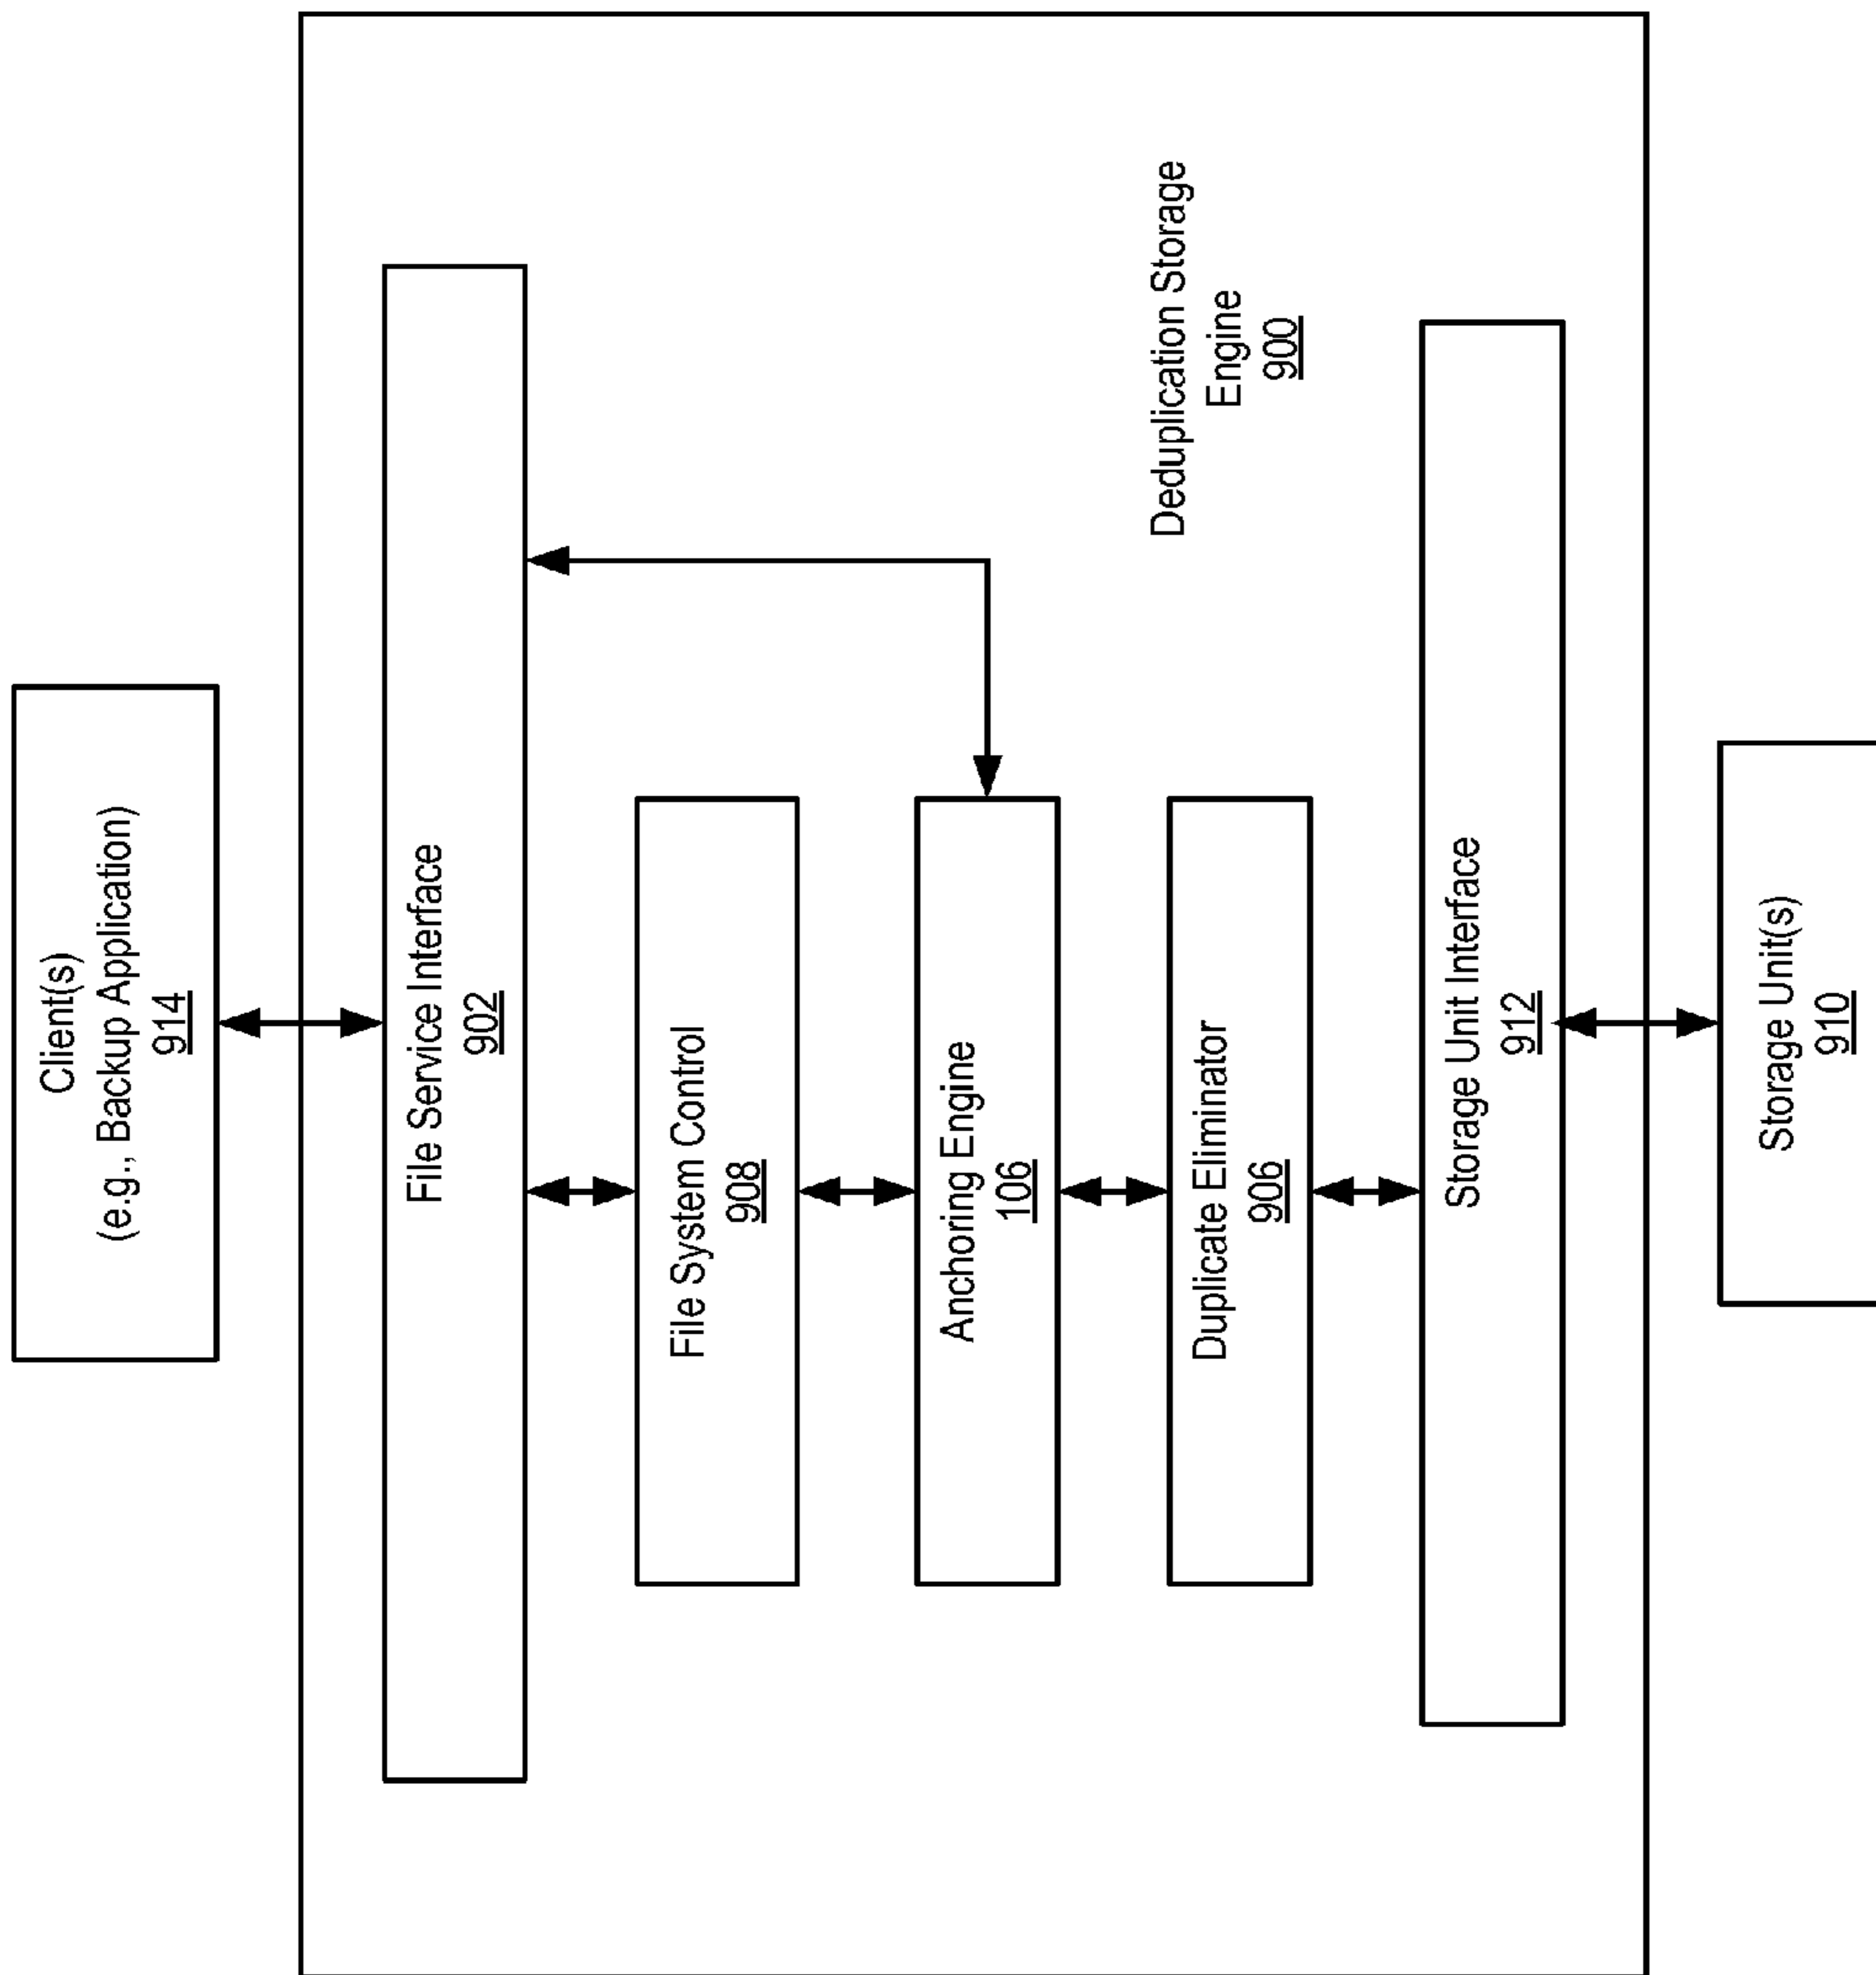 Client(s)
(e.g., Backup Application)
914
File Service Interface
902
File System Control
908
Anchoring Engine
106
Duplicate Eliminator
906
Deduplication Storage
Engine
900
Storage Unit Interface
912
Storage Unit(s)
910